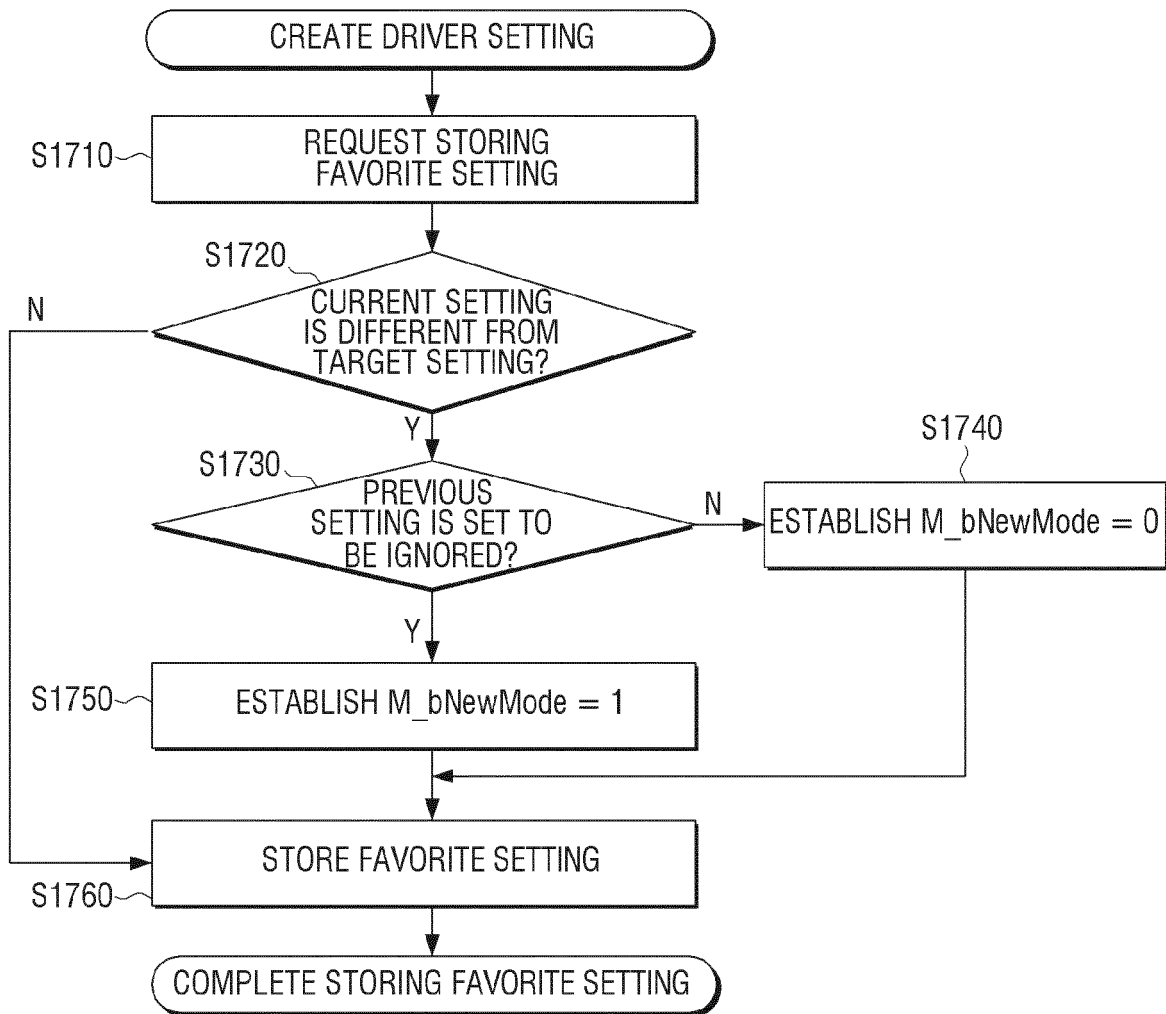 CREATE DRIVER SETTING
S1710
REQUEST STORING
FAVORITE SETTING
S1720
N
CURRENT SETTING
IS DIFFERENT FROM
TARGET SETTING?
Y
S1730
PREVIOUS
SETTING IS SET TO
BE IGNORED?
N
S1740
ESTABLISH M_bNewMode = 0
Y
S1750
ESTABLISH M_bNewMode = 1
STORE FAVORITE SETTING
S1760
COMPLETE STORING FAVORITE SETTING